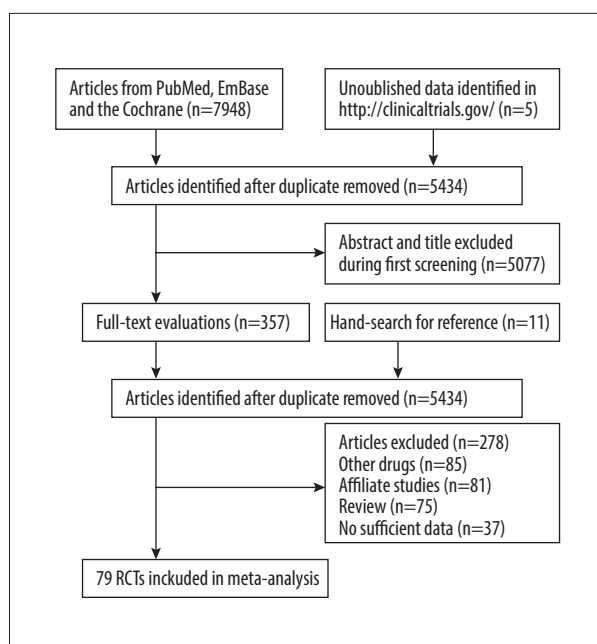 Articles from PubMed, EmBase
and the Cochrane (n=7948)
Unoublished data identified in
http://clinicaltrials.gov/ (n=5)
Articles identified after duplicate removed (n=5434)
Abstract and title excluded
during first screening (n=5077)
Full-text evaluations (n=357)
Hand-search for reference (n=11)
Articles identified after duplicate removed (n=5434)
Articles excluded (n=278)
Other drugs (n=85)
Affiliate studies (n=81)
Review (n=75)
No sufficient data (n=37)
79 RCTs inckuded in meta-analysis